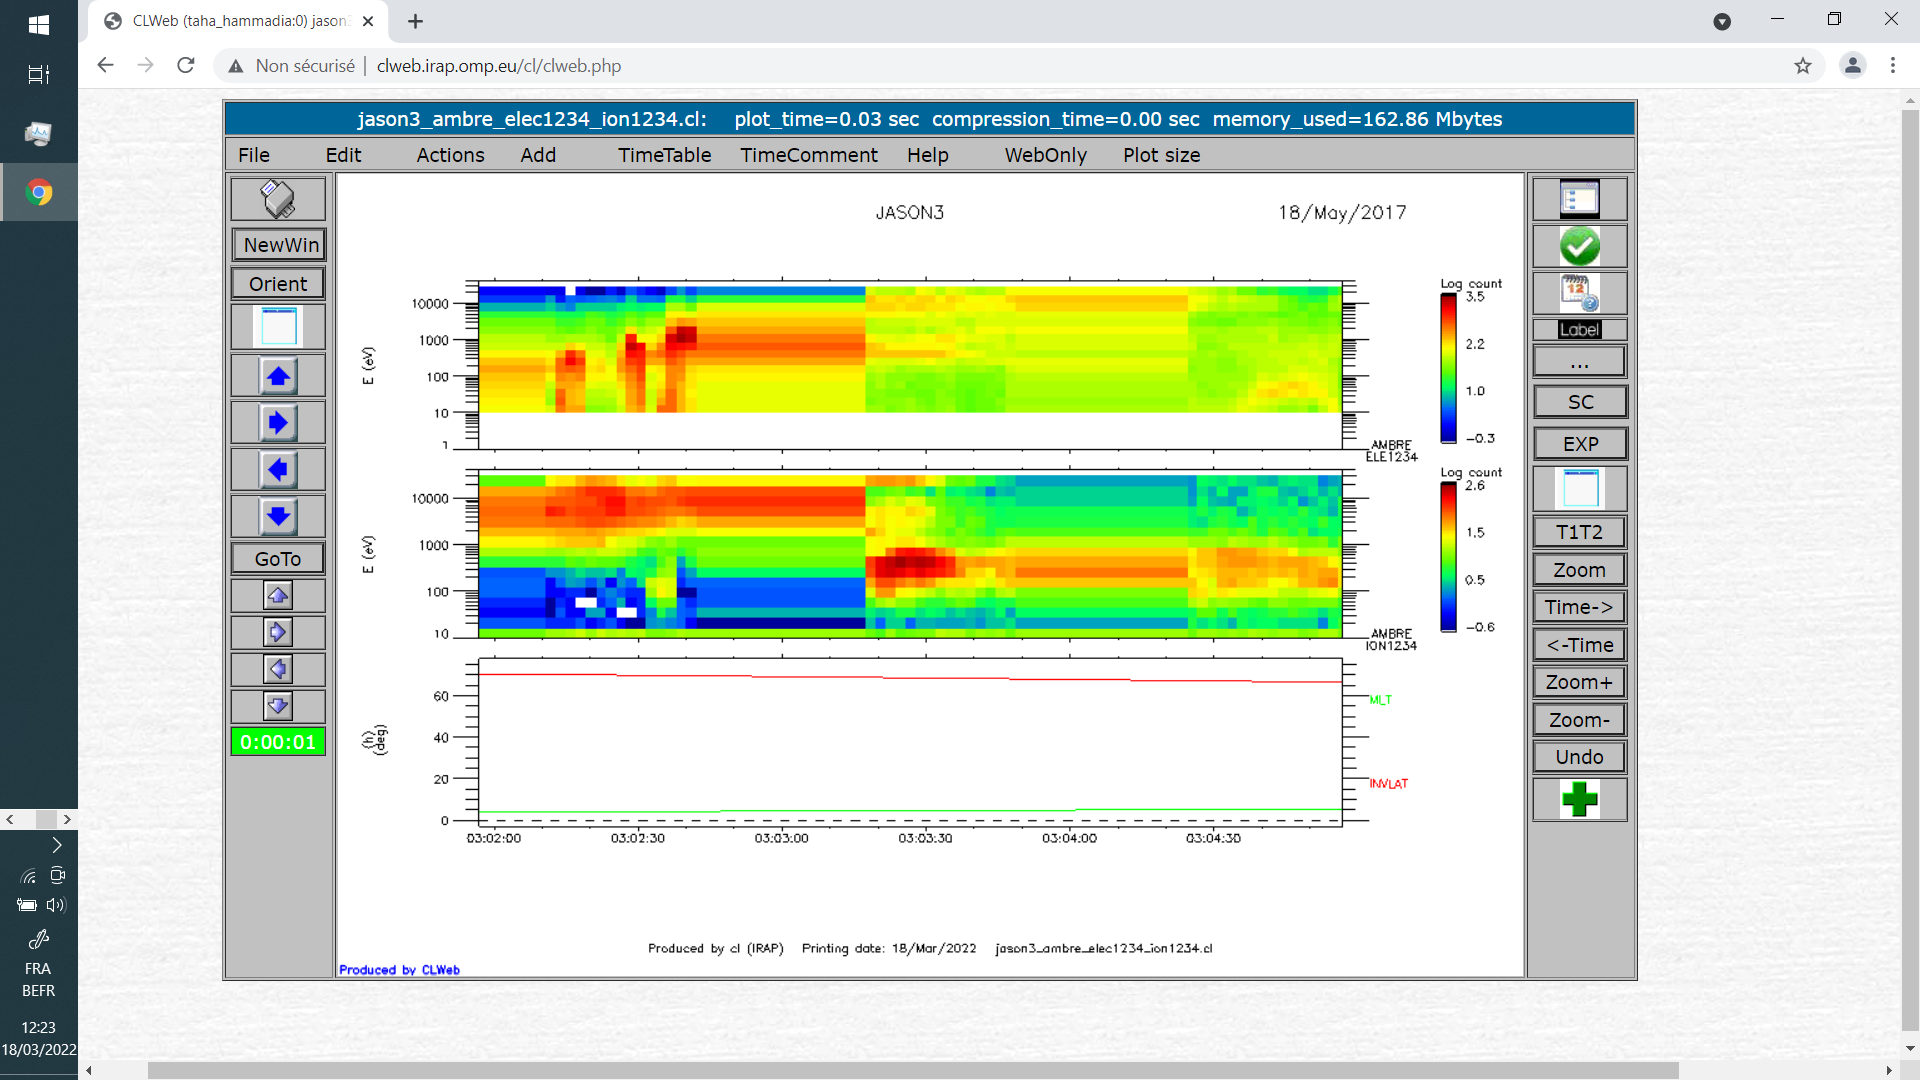 CLWeb (taha_hammadia:0) jason3
Non sécurisé | clweb.irap.omp.eu/cl/clweb.php
jason3_ambre_elec1234_ion1234.cl: plot_time=0.03 sec compression_time=0.00 sec memory_used=162.86 Mbytes
File Edit Actions Add TimeTable TimeComment Help WebOnly Plot size
NewWin
Orient
GoTo
0:00:01
JASON3 18/May/2017
Log count
3.5
2.2
1.0
-0.3
10000
1000
100
10
1
E (eV)
AMBRE
ELE1234
Log count
2.6
1.5
0.5
-0.6
10000
1000
100
10
E (eV)
AMBRE
ION1234
60
40
20
0
(h)
(deg)
MLT
INVLAT
03:02:00 03:02:30 03:03:00 03:03:30 03:04:00 03:04:30
Produced by cl (IRAP) Printing date: 18/Mar/2022 jason3_ambre_elec1234_ion1234.cl
Produced by CLWeb
12
Label
...
SC
EXP
T1T2
Zoom
Time->
<-Time
Zoom+
Zoom-
Undo
FRA
BEFR
12:23
18/03/2022